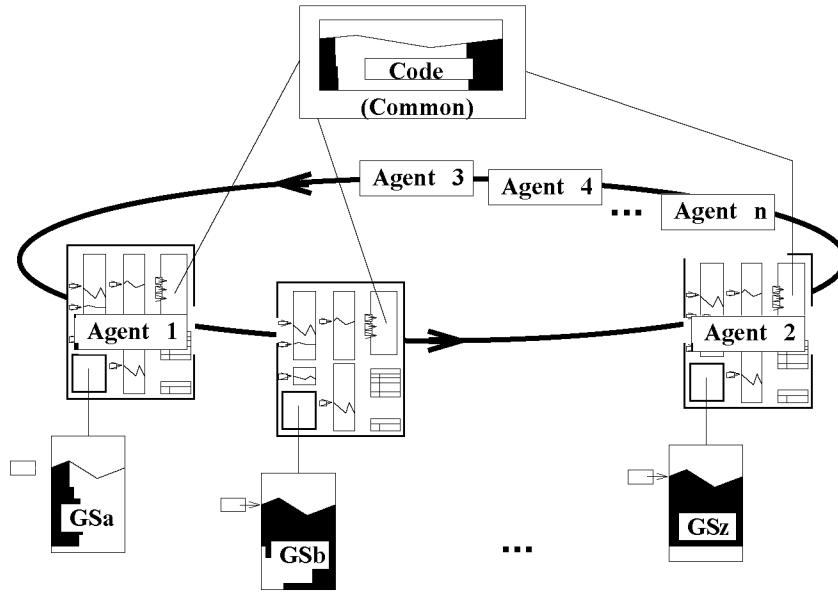 Code
(Common)
Agent 3
Agent 4
...
Agent n
Agent 1
Agent 2
GSa
GSb
...
GSz